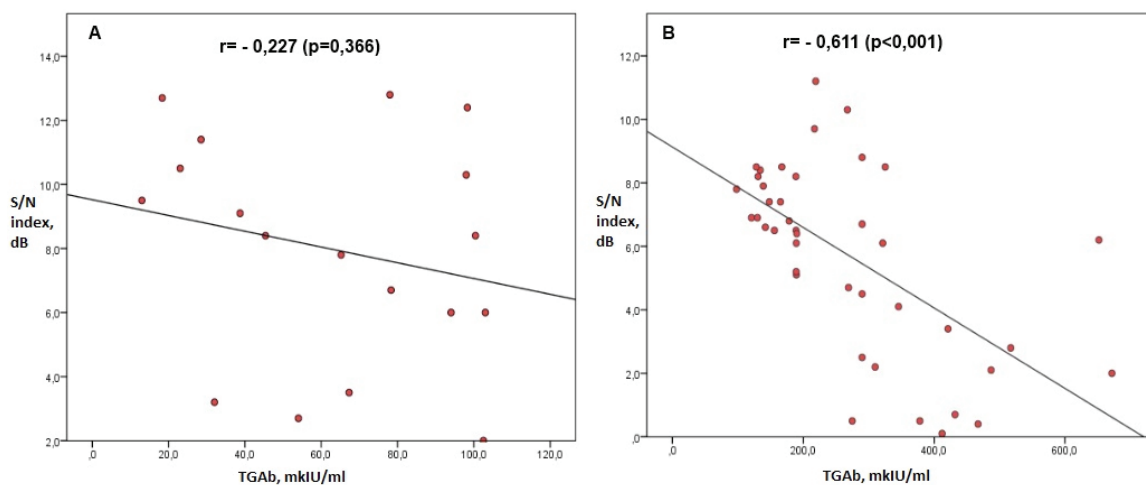 A
r= - 0,227 (p=0,366)
14,0
12,0
10,0
8,0
6,0
4,0
2,0
S/N
index,
dB
,0
20,0
40,0
60,0
80,0
100,0
120,0
TGAb, mkIU/ml
B
r= - 0,611 (p<0,001)
12,0
10,0
8,0
6,0
4,0
2,0
,0
S/N
index,
dB
,0
200,0
400,0
600,0
TGAb, mkIU/ml